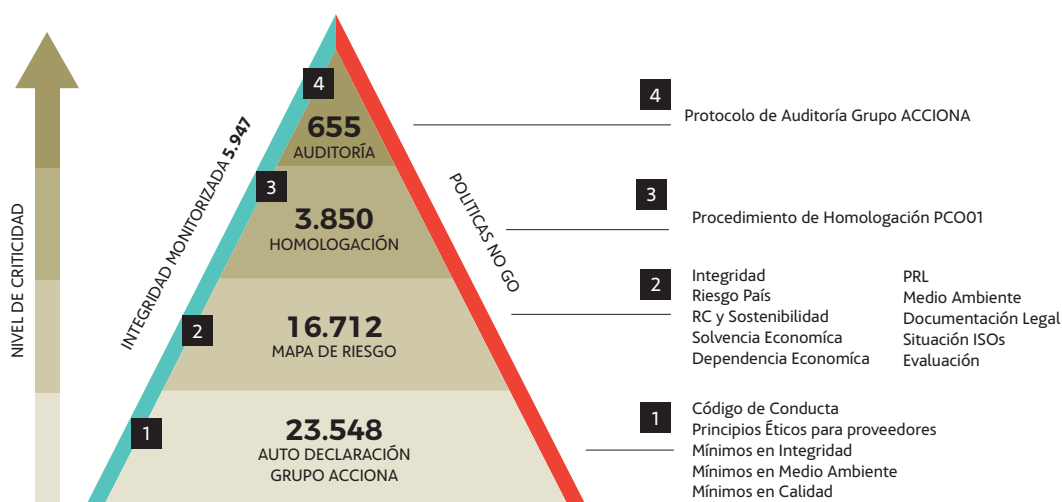 NIVEL DE CRITICIDAD
INTEGRIDAD MONITORIZADA 5.947
POLITICAS NO GO
4
655
AUDITORÍA
3
3.850
HOMOLOGACIÓN
2
16.712
MAPA DE RIESGO
1
23.548
AUTO DECLARACIÓN
GRUPO ACCIONA
4
Protocolo de Auditoría Grupo ACCIONA
3
Procedimiento de Homologación PCO01
2
Integridad
Riesgo País
RC y Sostenibilidad
Solvencia Economíca
Dependencia Economíca
PRL
Medio Ambiente
Documentación Legal
Situación ISOs
Evaluación
1
Código de Conducta
Principios Éticos para proveedores
Mínimos en Integridad
Mínimos en Medio Ambiente
Mínimos en Calidad